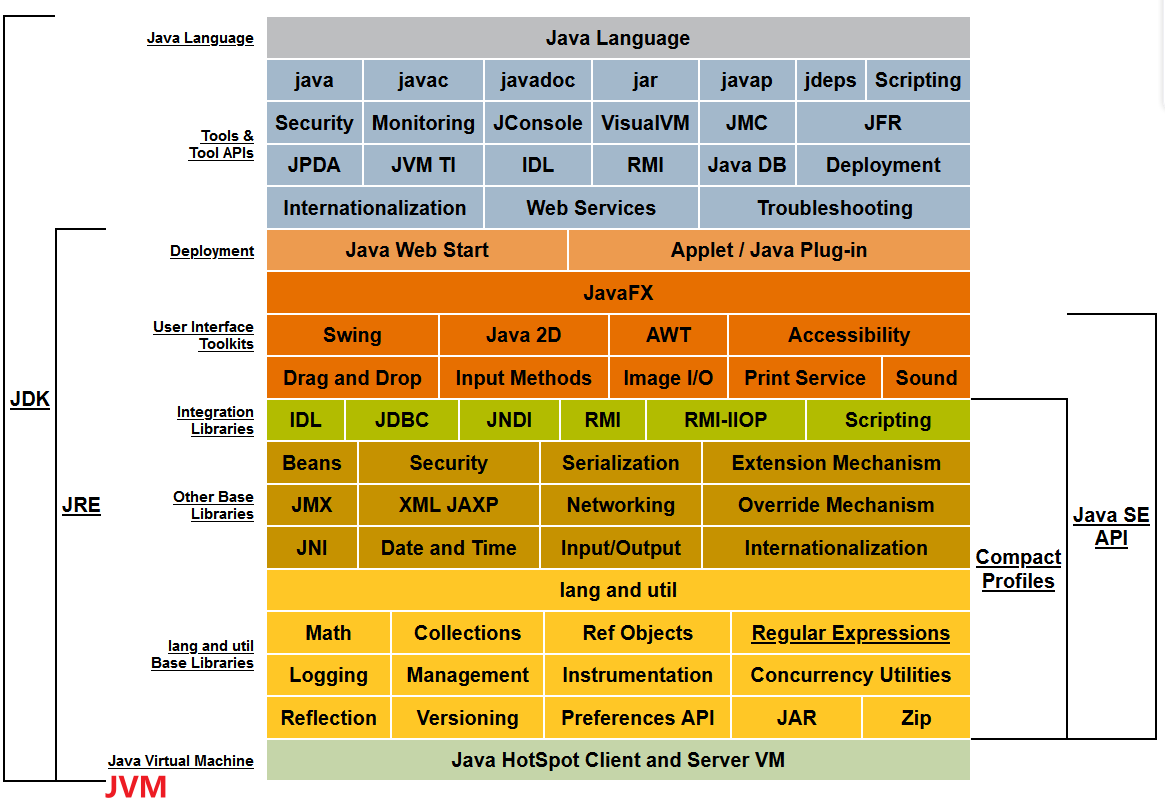 Java Language
Java Language
java javac javadoc jar javap jdeps Scripting
Tools &
Tool APIs
Security Monitoring JConsole VisualVM JMC JFR
JPDA JVM TI IDL RMI Java DB Deployment
Internationalization Web Services Troubleshooting
Deployment
Java Web Start Applet / Java Plug-in
JavaFX
User Interface
Toolkits
Swing Java 2D AWT Accessibility
Drag and Drop Input Methods Image I/O Print Service Sound
JDK
Integration
Libraries
IDL JDBC JNDI RMI RMI-IIOP Scripting
Beans Security Serialization Extension Mechanism
JRE
Other Base
Libraries
JMX XML JAXP Networking Override Mechanism
Java SE
API
JNI Date and Time Input/Output Internationalization
Compact
Profiles
lang and util
lang and util
Base Libraries
Math Collections Ref Objects Regular Expressions
Logging Management Instrumentation Concurrency Utilities
Reflection Versioning Preferences API JAR Zip
Java Virtual Machine
Java HotSpot Client and Server VM
JVM